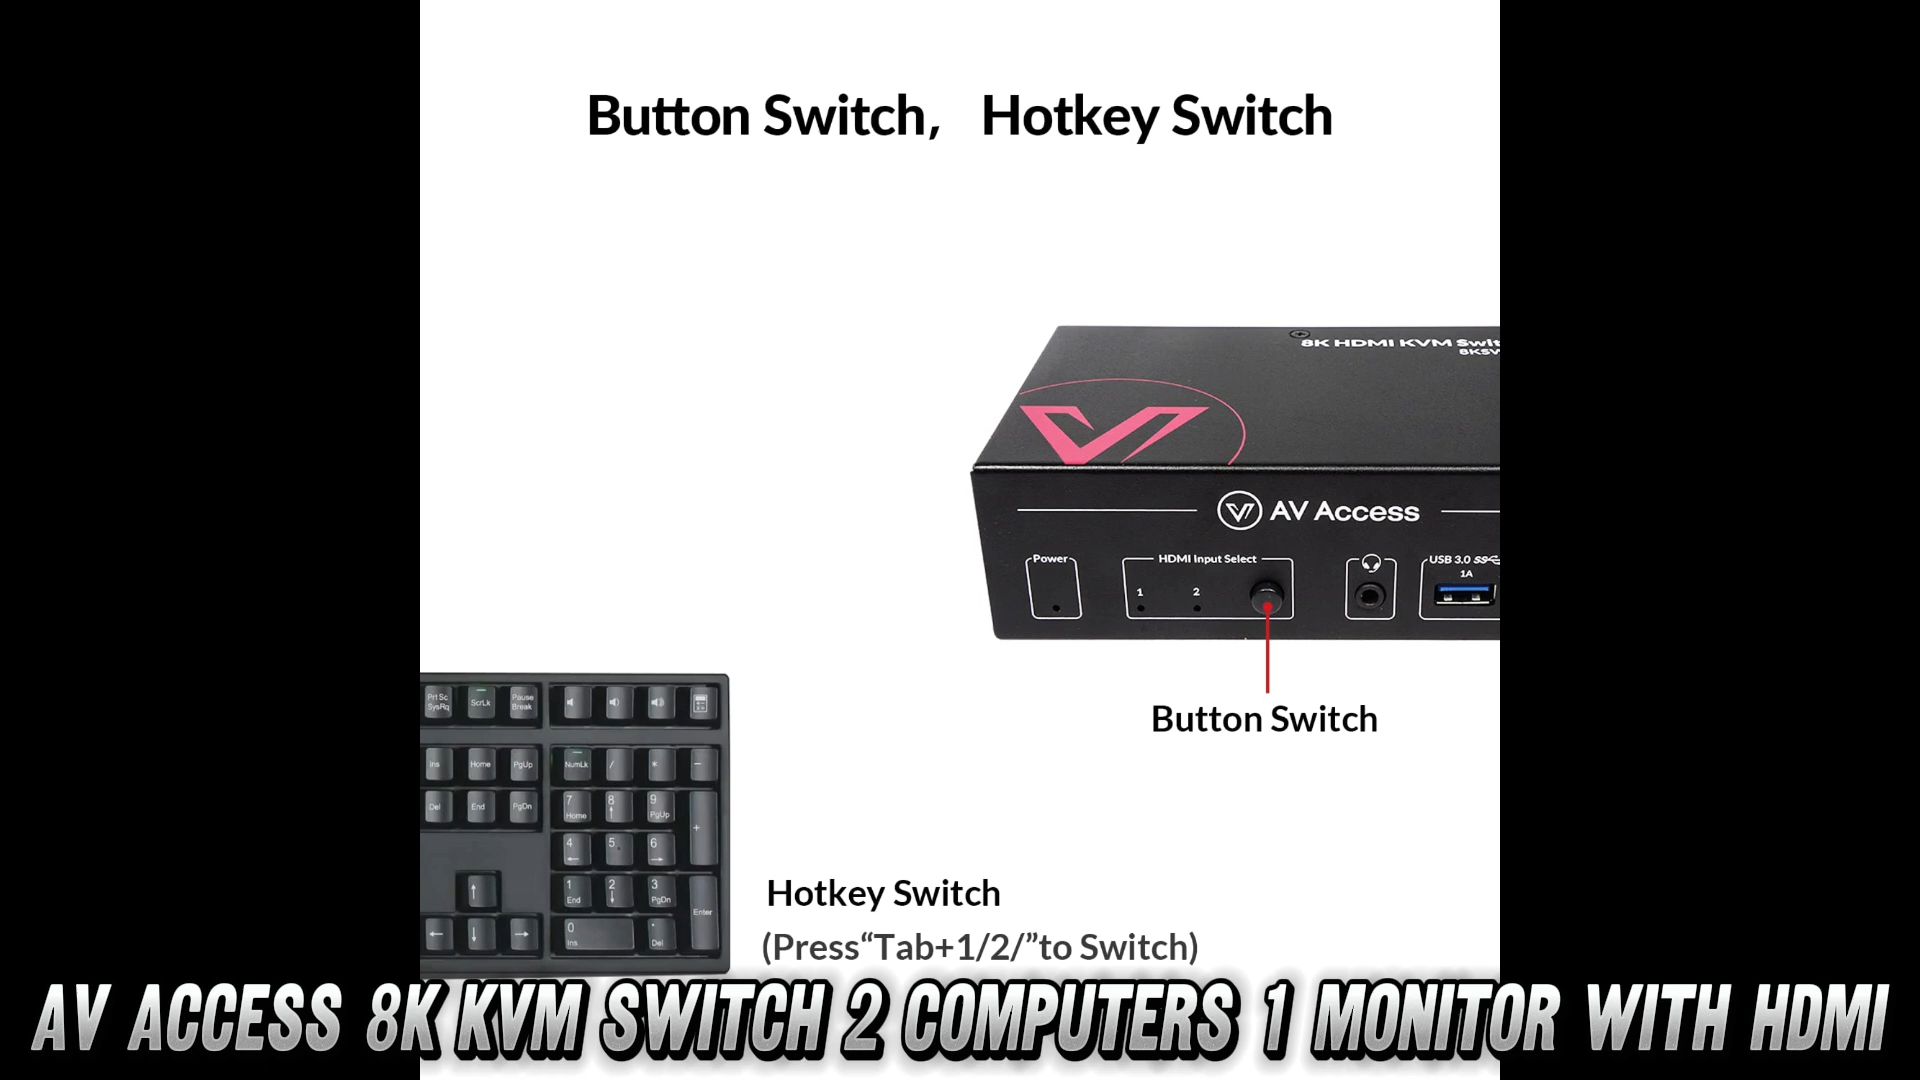 Button Switch, Hotkey Switch
8K HDMI KVM Swit
8KSV
AV Access
Power
HDMI Input Select
1 2
USB 3.0 SS
1A
Button Switch
Prt Sc SysRq
ScrLk
Pause Break
Ins Home PgUp
NumLk / * -
Del End PgDn
7 Home 8 ↑ 9 PgUp +
4 ← 5 6 →
↑
1 End 2 ↓ 3 PgDn Enter
← ↓ →
0 Ins . Del
Hotkey Switch
(Press“Tab+1/2/”to Switch)
AV ACCESS 8K KVM SWITCH 2 COMPUTERS 1 MONITOR WITH HDMI